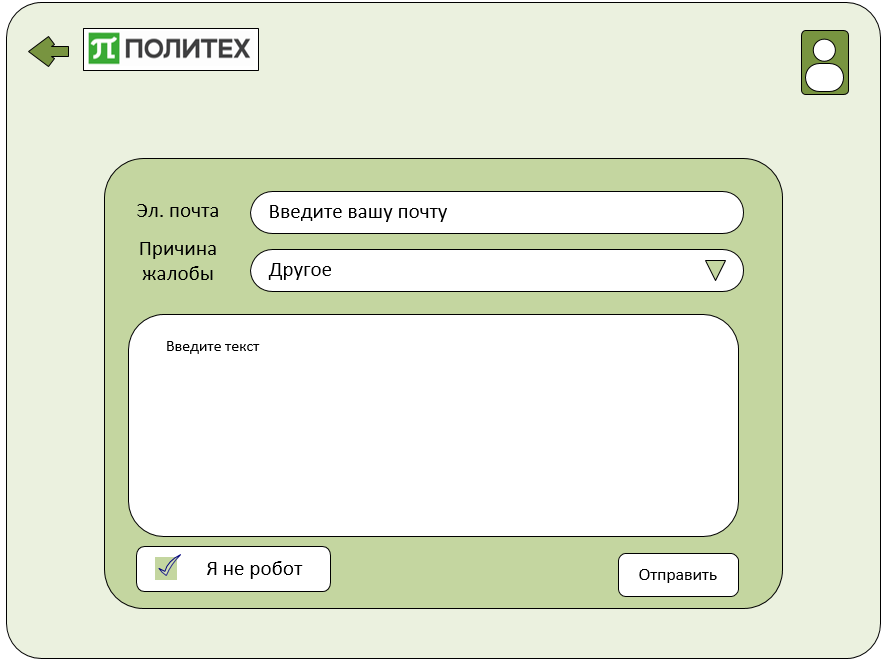 ПОЛИТЕХ
Эл. почта
Введите вашу почту
Причина
жалобы
Другое
Введите текст
Я не робот
Отправить